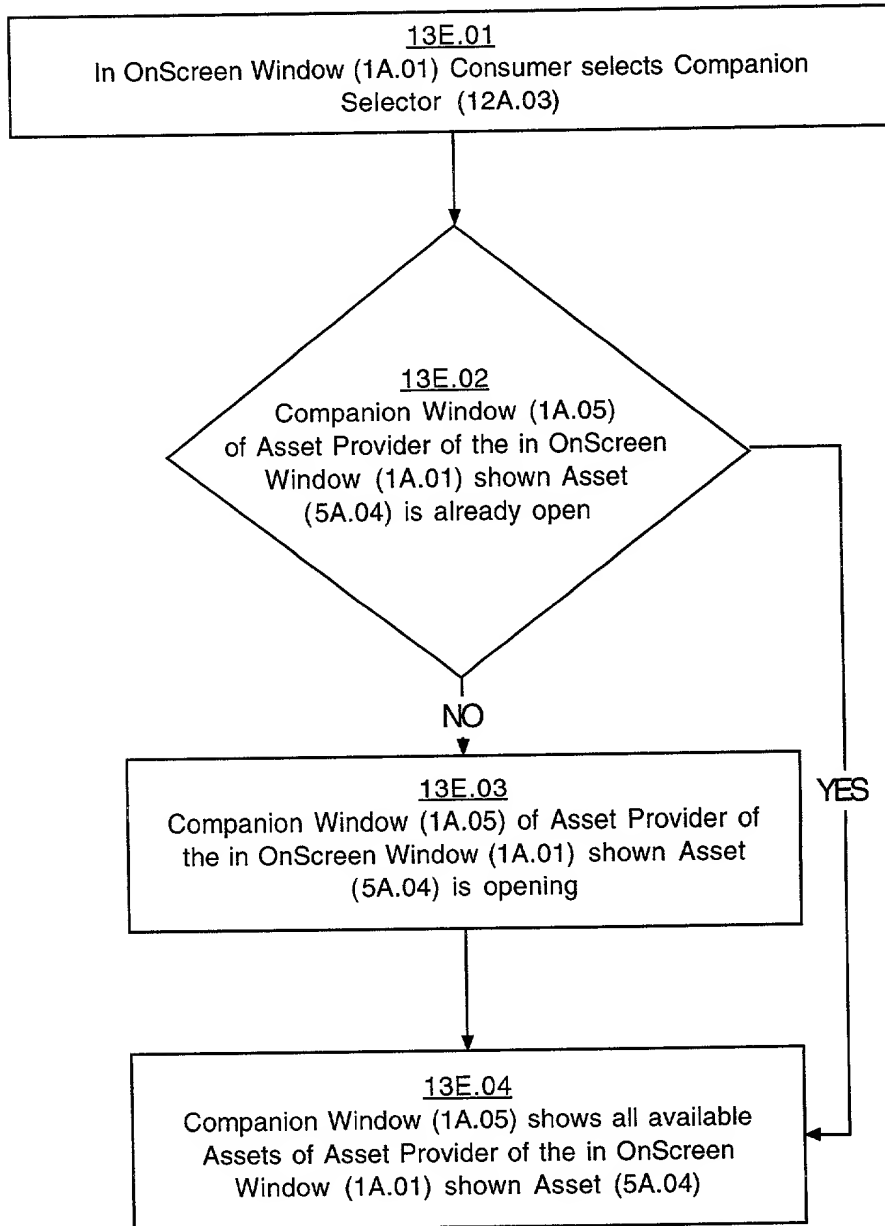 13E.01
In OnScreen Window (1A.01) Consumer selects Companion
Selector (12A.03)
13E.02
Companion Window (1A.05)
of Asset Provider of the in OnScreen
Window (1A.01) shown Asset
(5A.04) is already open
NO
YES
13E.03
Companion Window (1A.05) of Asset Provider of
the in OnScreen Window (1A.01) shown Asset
(5A.04) is opening
13E.04
Companion Window (1A.05) shows all available
Assets of Asset Provider of the in OnScreen
Window (1A.01) shown Asset (5A.04)